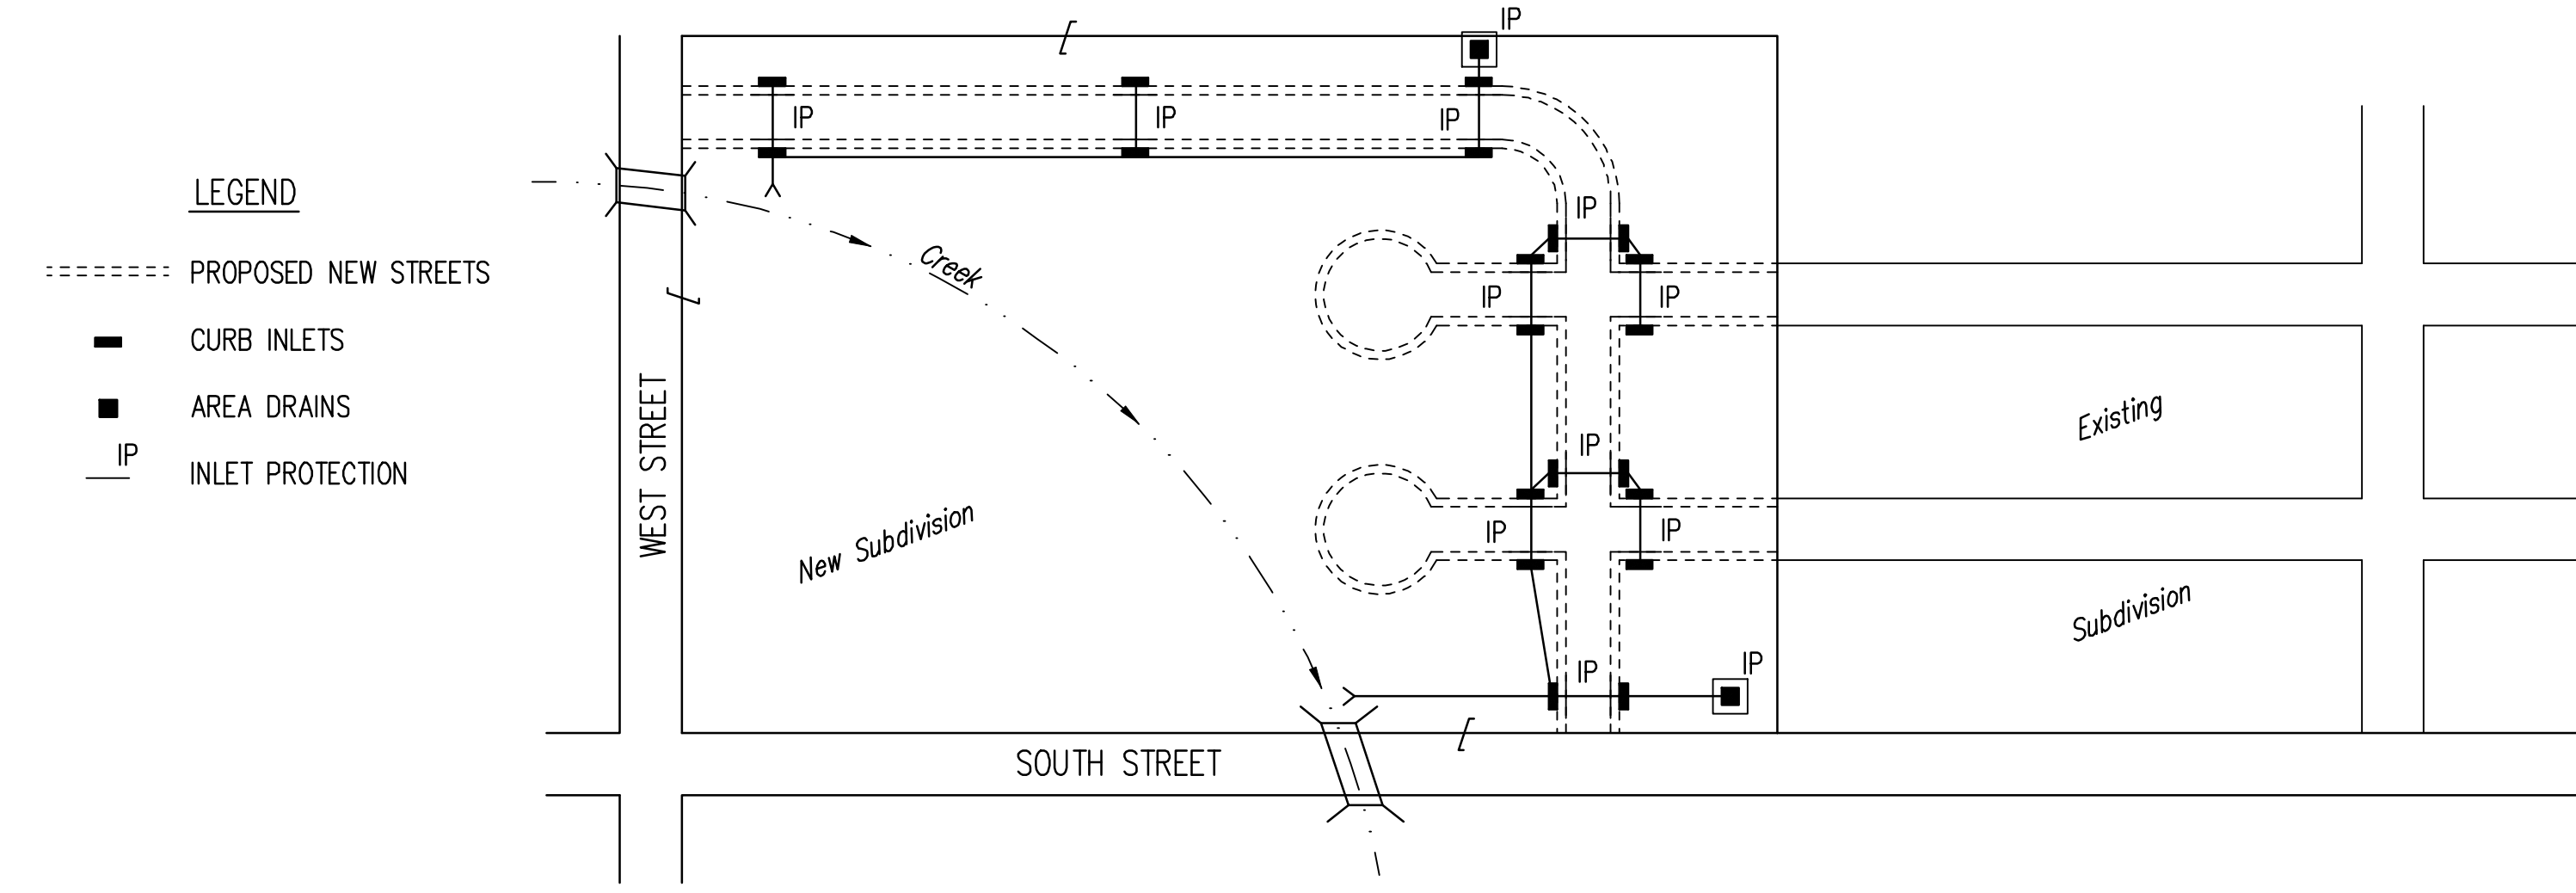 IP
IP
IP
IP
LEGEND
PROPOSED NEW STREETS
CURB INLETS
AREA DRAINS
IP
INLET PROTECTION
WEST STREET
Creek
New Subdivision
IP
IP
IP
IP
IP
IP
IP
IP
SOUTH STREET
Existing
Subdivision